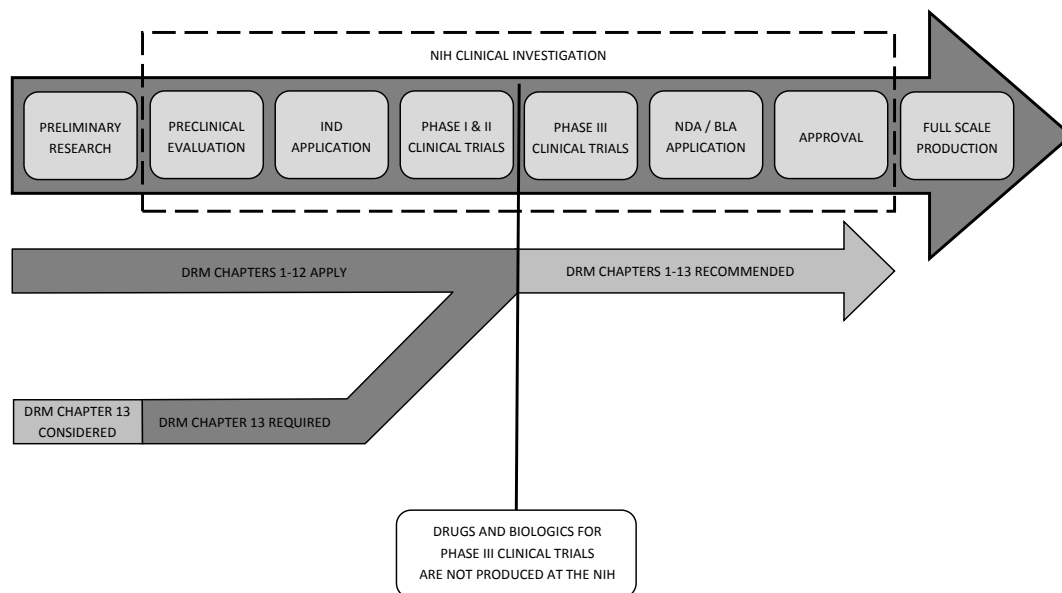 NIH CLINICAL INVESTIGATION
PRELIMINARY
RESEARCH
PRECLINICAL
EVALUATION
IND
APPLICATION
PHASE I & II
CLINICAL TRIALS
PHASE III
CLINICAL TRIALS
NDA / BLA
APPLICATION
APPROVAL
FULL SCALE
PRODUCTION
DRM CHAPTERS 1-12 APPLY
DRM CHAPTERS 1-13 RECOMMENDED
DRM CHAPTER 13
CONSIDERED
DRM CHAPTER 13 REQUIRED
DRUGS AND BIOLOGICS FOR
PHASE III CLINICAL TRIALS
ARE NOT PRODUCED AT THE NIH